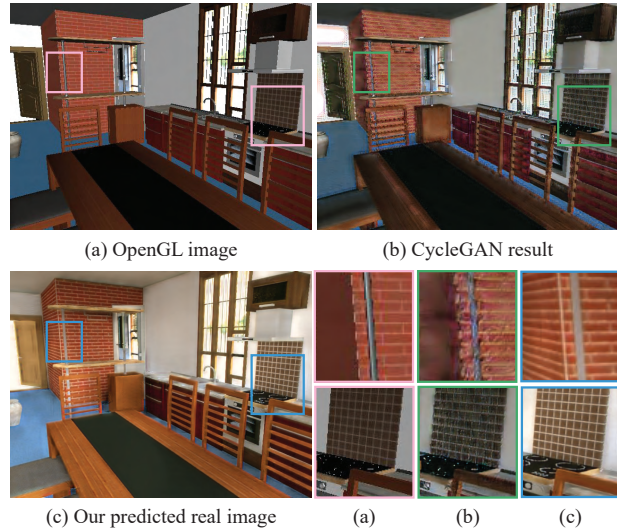 (a) OpenGL image
(b) CycleGAN result
(c) Our predicted real image
(a)
(b)
(c)